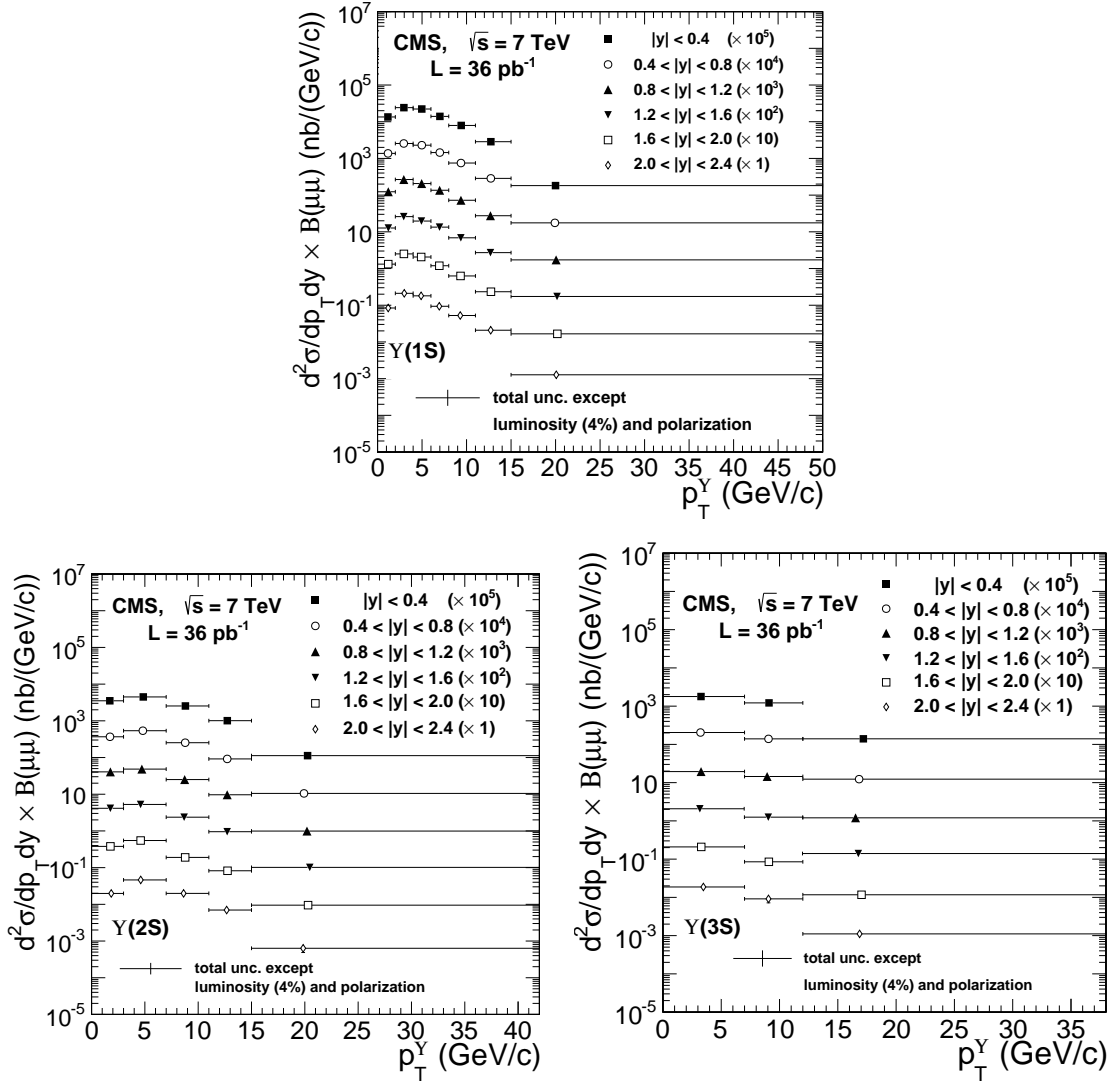 d²σ/dp_T dy × B(μμ) (nb/(GeV/c))
10⁷
10⁵
10³
10
10⁻¹
10⁻³
10⁻⁵
CMS, √s = 7 TeV
L = 36 pb⁻¹
|y| < 0.4 (× 10⁵)
0.4 < |y| < 0.8 (× 10⁴)
0.8 < |y| < 1.2 (× 10³)
1.2 < |y| < 1.6 (× 10²)
1.6 < |y| < 2.0 (× 10)
2.0 < |y| < 2.4 (× 1)
ϒ(1S)
total unc. except
luminosity (4%) and polarization
0 5 10 15 20 25 30 35 40 45 50
p_T^ϒ (GeV/c)
d²σ/dp_T dy × B(μμ) (nb/(GeV/c))
10⁷
10⁵
10³
10
10⁻¹
10⁻³
10⁻⁵
CMS, √s = 7 TeV
L = 36 pb⁻¹
|y| < 0.4 (× 10⁵)
0.4 < |y| < 0.8 (× 10⁴)
0.8 < |y| < 1.2 (× 10³)
1.2 < |y| < 1.6 (× 10²)
1.6 < |y| < 2.0 (× 10)
2.0 < |y| < 2.4 (× 1)
ϒ(2S)
total unc. except
luminosity (4%) and polarization
0 5 10 15 20 25 30 35 40
p_T^ϒ (GeV/c)
d²σ/dp_T dy × B(μμ) (nb/(GeV/c))
10⁷
10⁵
10³
10
10⁻¹
10⁻³
10⁻⁵
CMS, √s = 7 TeV
L = 36 pb⁻¹
|y| < 0.4 (× 10⁵)
0.4 < |y| < 0.8 (× 10⁴)
0.8 < |y| < 1.2 (× 10³)
1.2 < |y| < 1.6 (× 10²)
1.6 < |y| < 2.0 (× 10)
2.0 < |y| < 2.4 (× 1)
ϒ(3S)
total unc. except
luminosity (4%) and polarization
0 5 10 15 20 25 30 35
p_T^ϒ (GeV/c)